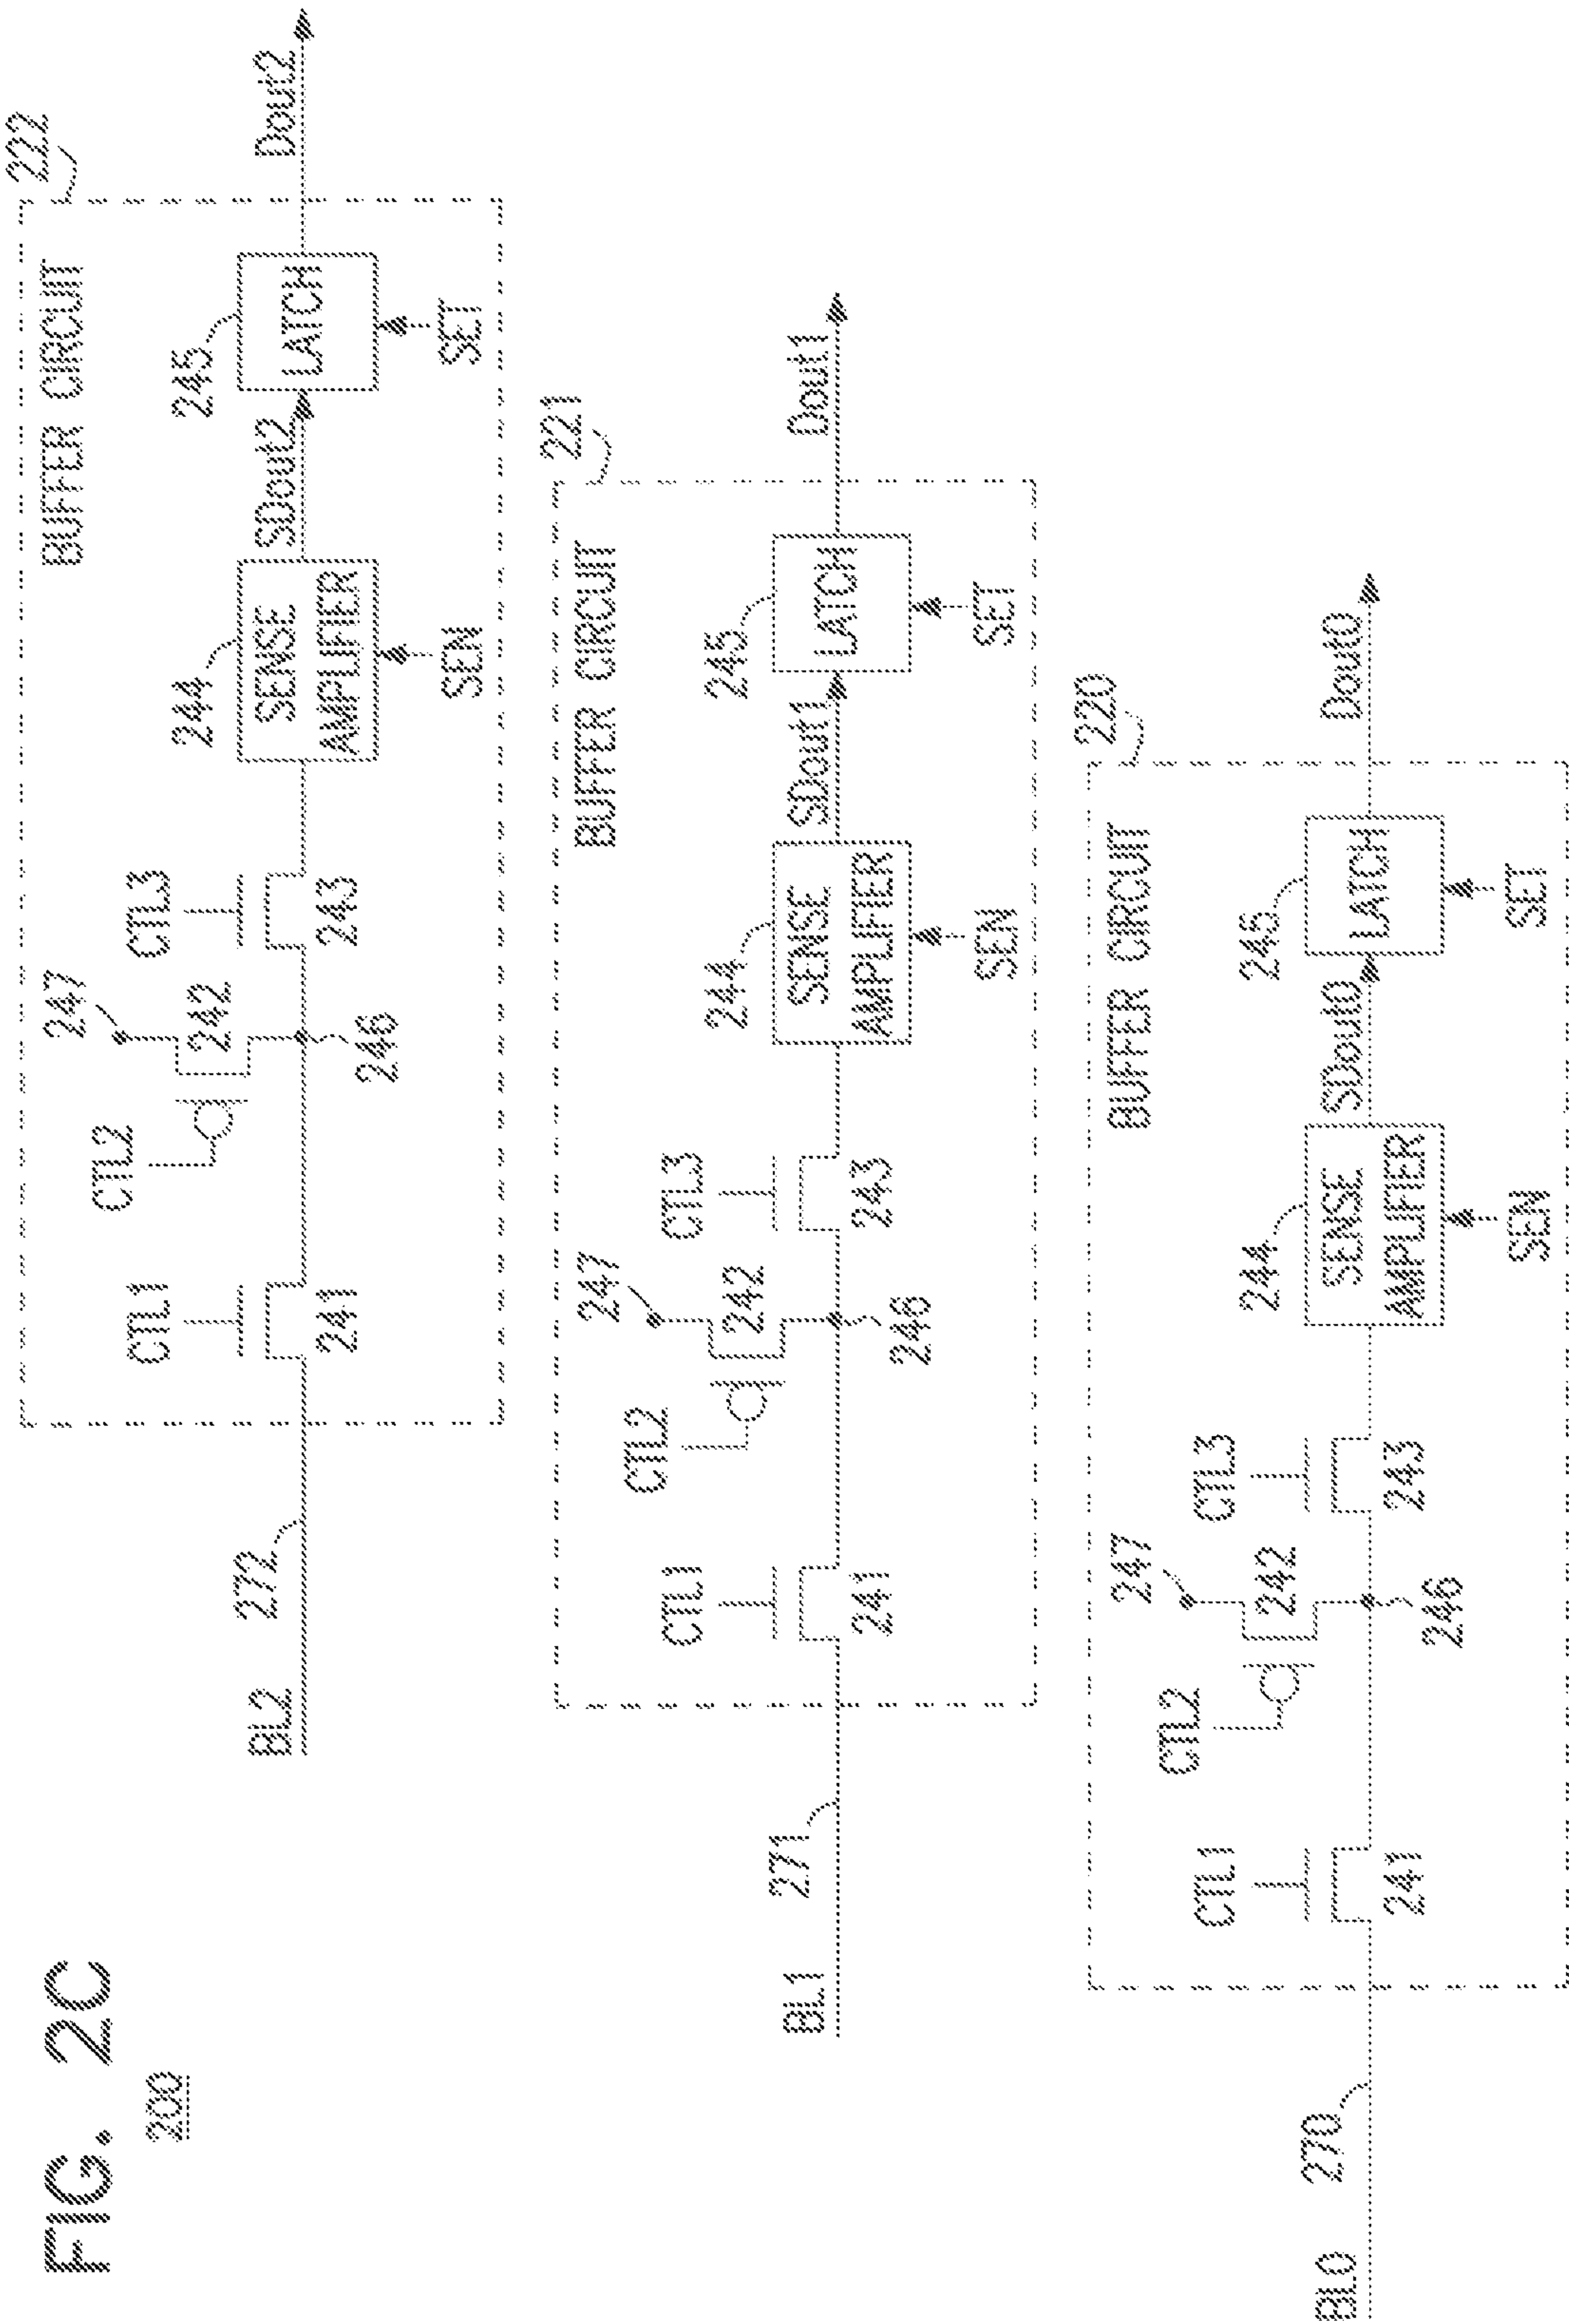 FIG. 2C
200
222
BUFFER CIRCUIT
247
CTL1
CTL2
242
CTL3
244
245
BL2
272
241
246
243
SENSE
AMPLIFIER
SDout2
LATCH
Dout2
SEN
SET
221
BUFFER CIRCUIT
247
CTL1
CTL2
242
CTL3
244
245
BL1
271
241
246
243
SENSE
AMPLIFIER
SDout1
LATCH
Dout1
SEN
SET
220
BUFFER CIRCUIT
247
CTL1
CTL2
242
CTL3
244
245
BL0
270
241
246
243
SENSE
AMPLIFIER
SDout0
LATCH
Dout0
SEN
SET